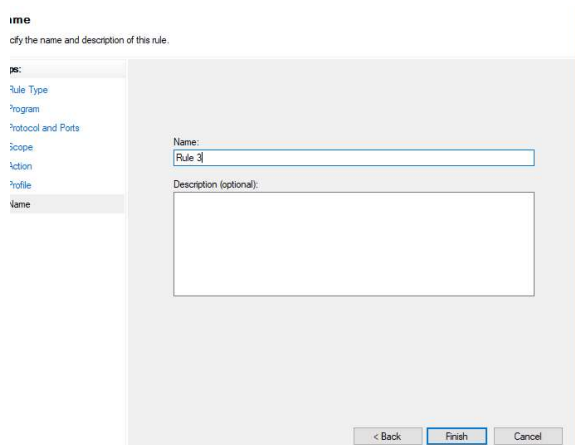 me
cify the name and description of this rule.
ps:
Rule Type
Program
Protocol and Ports
Scope
Action
Profile
Name
Name:
Rule 3
Description (optional):
< Back
Finish
Cancel